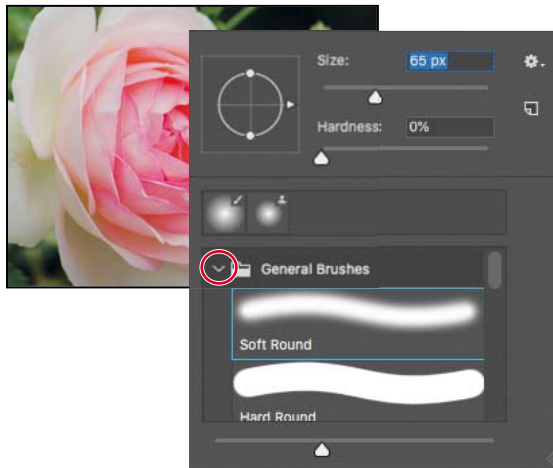 Size: 65 px
Hardness: 0%
General Brushes
Soft Round
Hard Round